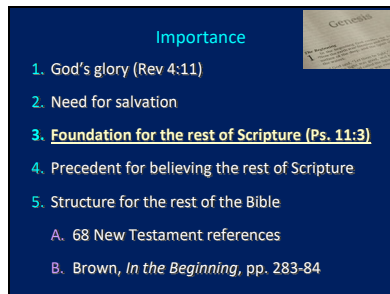 Importance
Genesis
1. God's glory (Rev 4:11)
2. Need for salvation
3. Foundation for the rest of Scripture (Ps. 11:3)
4. Precedent for believing the rest of Scripture
5. Structure for the rest of the Bible
A. 68 New Testament references
B. Brown, In the Beginning, pp. 283-84